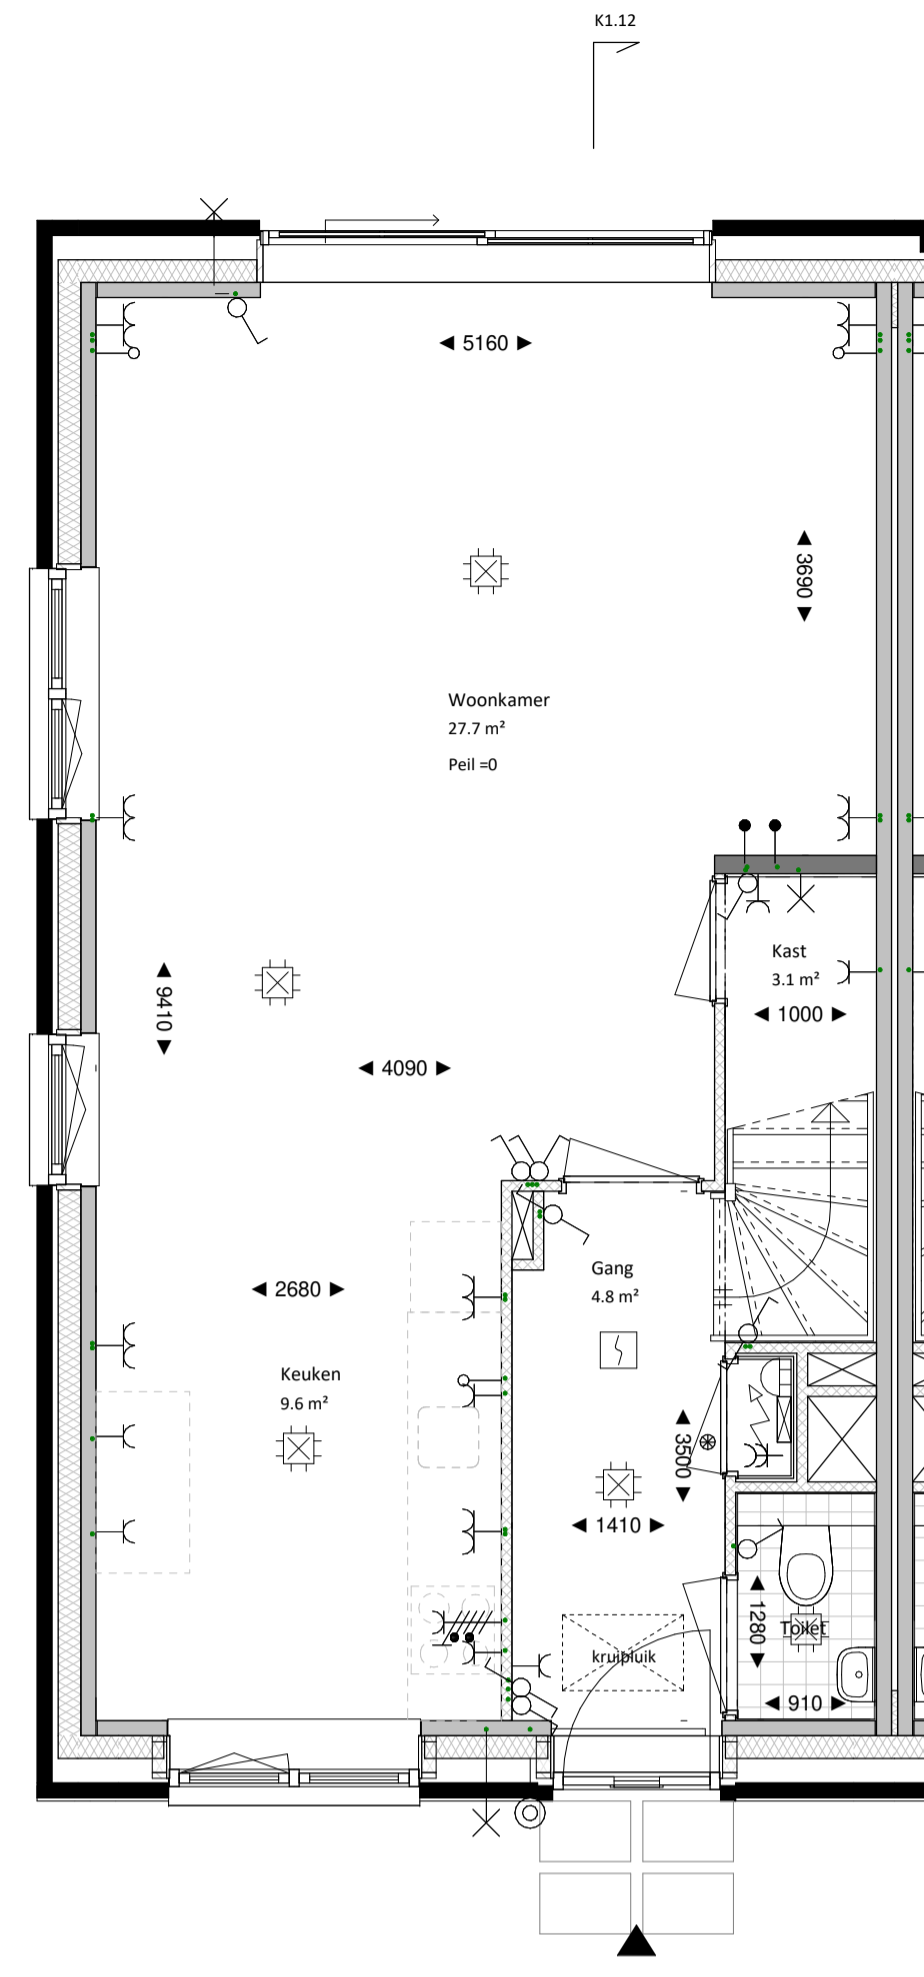 K1.12
5160
3690
Woonkamer
27.7 m²
Peil =0
Kast
3.1 m²
1000
9410
4090
Gang
4.8 m²
2680
Keuken
9.6 m²
3500
1410
1280
Toilet
kruipluik
910